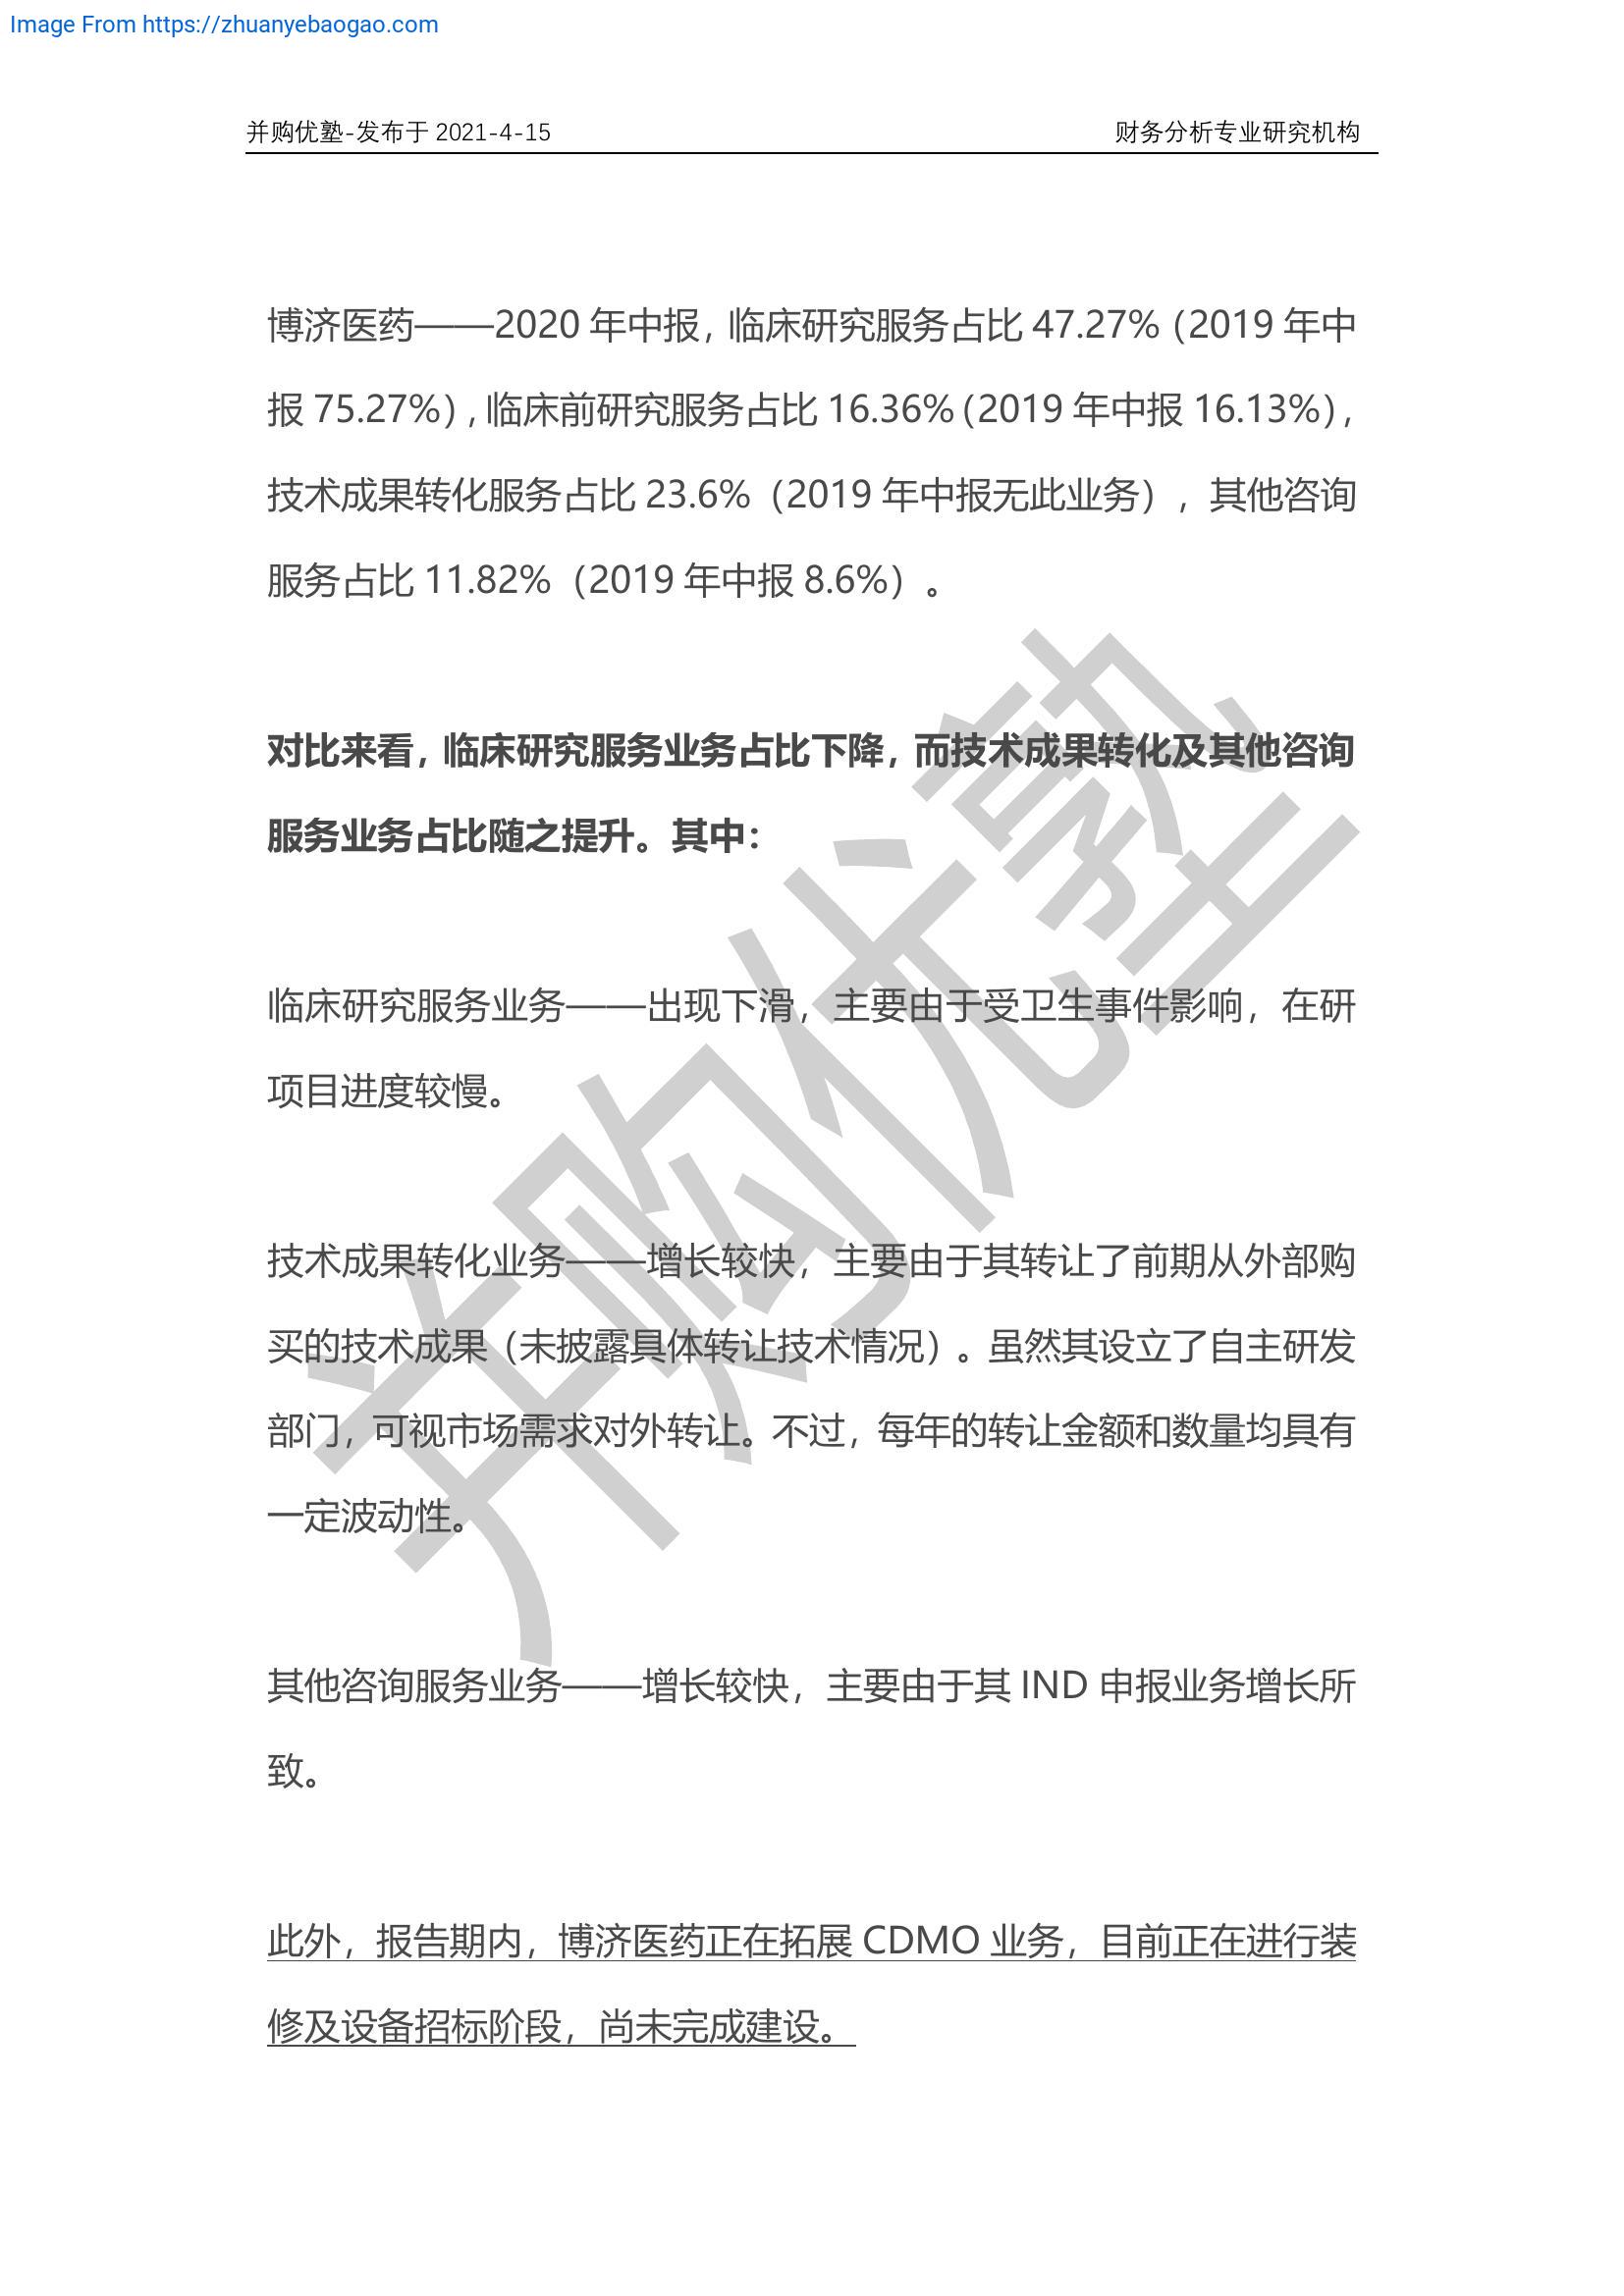 Image From https://zhuanyebaogao.com
并购优塾-发布于 2021-4-15 财务分析专业研究机构
博济医药——2020 年中报，临床研究服务占比 47.27%（2019 年中
报 75.27%），临床前研究服务占比 16.36%（2019 年中报 16.13%），
技术成果转化服务占比 23.6%（2019 年中报无此业务），其他咨询
服务占比 11.82%（2019 年中报 8.6%）。
对比来看，临床研究服务业务占比下降，而技术成果转化及其他咨询
服务业务占比随之提升。其中：
临床研究服务业务——出现下滑，主要由于受卫生事件影响，在研
项目进度较慢。
技术成果转化业务——增长较快，主要由于其转让了前期从外部购
买的技术成果（未披露具体转让技术情况）。虽然其设立了自主研发
部门，可视市场需求对外转让。不过，每年的转让金额和数量均具有
一定波动性。
其他咨询服务业务——增长较快，主要由于其 IND 申报业务增长所
致。
此外，报告期内，博济医药正在拓展 CDMO 业务，目前正在进行装
修及设备招标阶段，尚未完成建设。
并购优塾